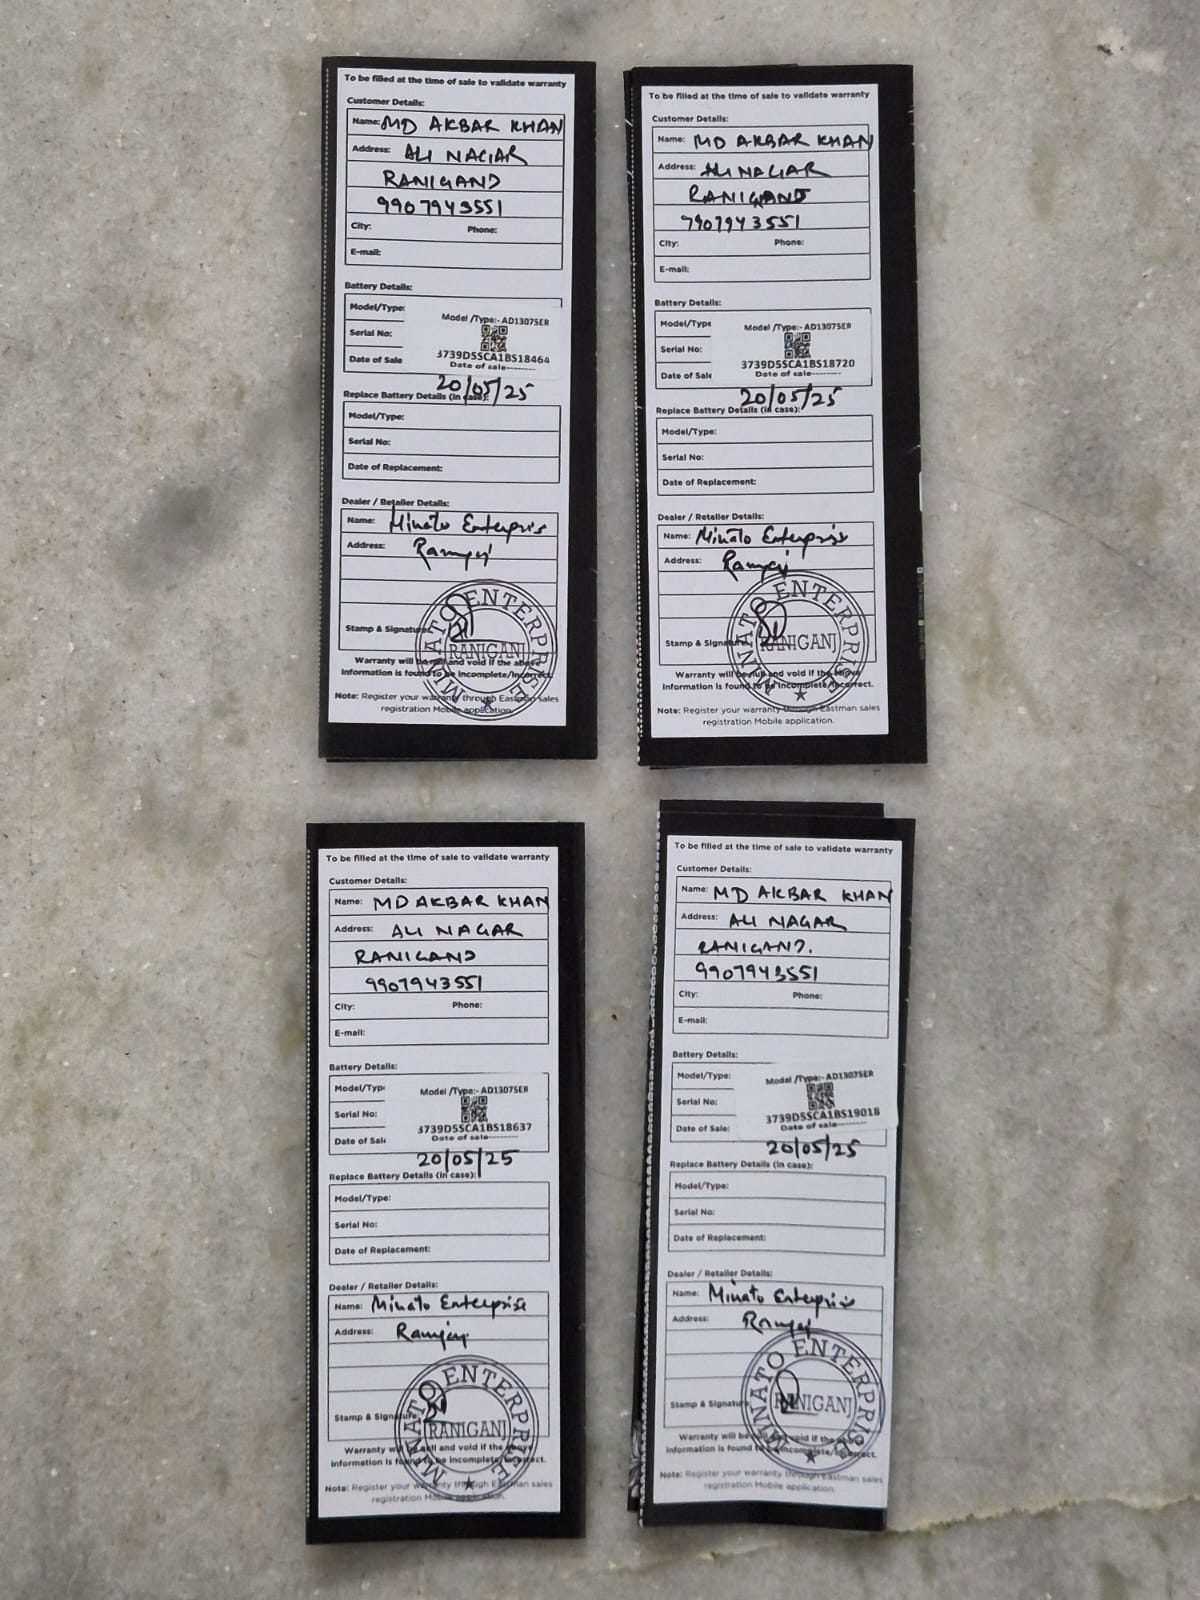 To be filled at the time of sale to validate warranty
Customer Details:
Name: MD AKBAR KHAN
Address: ALI NAGAR
RANIGANJ
9907943551
City: Phone:
E-mail:
Battery Details:
Model/Type: Model /Type:- AD13075ER
Serial No: 3739D5SCA1BS18464
Date of Sale Date of sale---------
20/05/25
Replace Battery Details (in case):
Model/Type:
Serial No:
Date of Replacement:
Dealer / Retailer Details:
Name: Minato Enterpris
Address:
Stamp & Signature
MINATO ENTERPRISE
RANIGANJ
Warranty will be null and void if the above
information is found to be incomplete/Incorrect.
Note: Register your warranty through Eastman sales
registration Mobile application.
To be filled at the time of sale to validate warranty
Customer Details:
Name: MD AKBAR KHAN
Address: ALI NAGAR
RANIGANJ
9907943551
City: Phone:
E-mail:
Battery Details:
Model/Type Model /Type:- AD13075ER
Serial No: 3739D5SCA1BS18720
Date of Sale Date of sale---------
20/05/25
Replace Battery Details (in case):
Model/Type:
Serial No:
Date of Replacement:
Dealer / Retailer Details:
Name: Minato Enterprise
Address:
Stamp & Signature
MINATO ENTERPRISE
RANIGANJ
Warranty will be null and void if the above
Information is found to be incomplete/Incorrect.
Note: Register your warranty through Eastman sales
registration Mobile application.
To be filled at the time of sale to validate warranty
Customer Details:
Name: MD AKBAR KHAN
Address: ALI NAGAR
RANIGANJ
9907943551
City: Phone:
E-mail:
Battery Details:
Model/Type Model /Type:- AD13075ER
Serial No: 3739D5SCA1BS18637
Date of Sale Date of sale---------
20/05/25
Replace Battery Details (in case):
Model/Type:
Serial No:
Date of Replacement:
Dealer / Retailer Details:
Name: Minato Enterprise
Address:
Stamp & Signature:
MINATO ENTERPRISE
RANIGANJ
Warranty will be null and void if the above
information is found to be incomplete/Incorrect.
Note: Register your warranty through Eastman sales
registration Mobile application.
To be filled at the time of sale to validate warranty
Customer Details:
Name: MD AKBAR KHAN
Address: ALI NAGAR
RANIGANJ.
9907943551
City: Phone:
E-mail:
Battery Details:
Model/Type: Model /Type:- AD13075ER
Serial No: 3739D5SCA1BS19018
Date of Sale: Date of sale---------
20/05/25
Replace Battery Details (in case):
Model/Type:
Serial No:
Date of Replacement:
Dealer / Retailer Details:
Name: Minato Enterpris
Address:
Stamp & Signature
MINATO ENTERPRISE
RANIGANJ
Warranty will be null and void if the above
information is found to be incomplete/Incorrect.
Note: Register your warranty through Eastman sales
registration Mobile application.